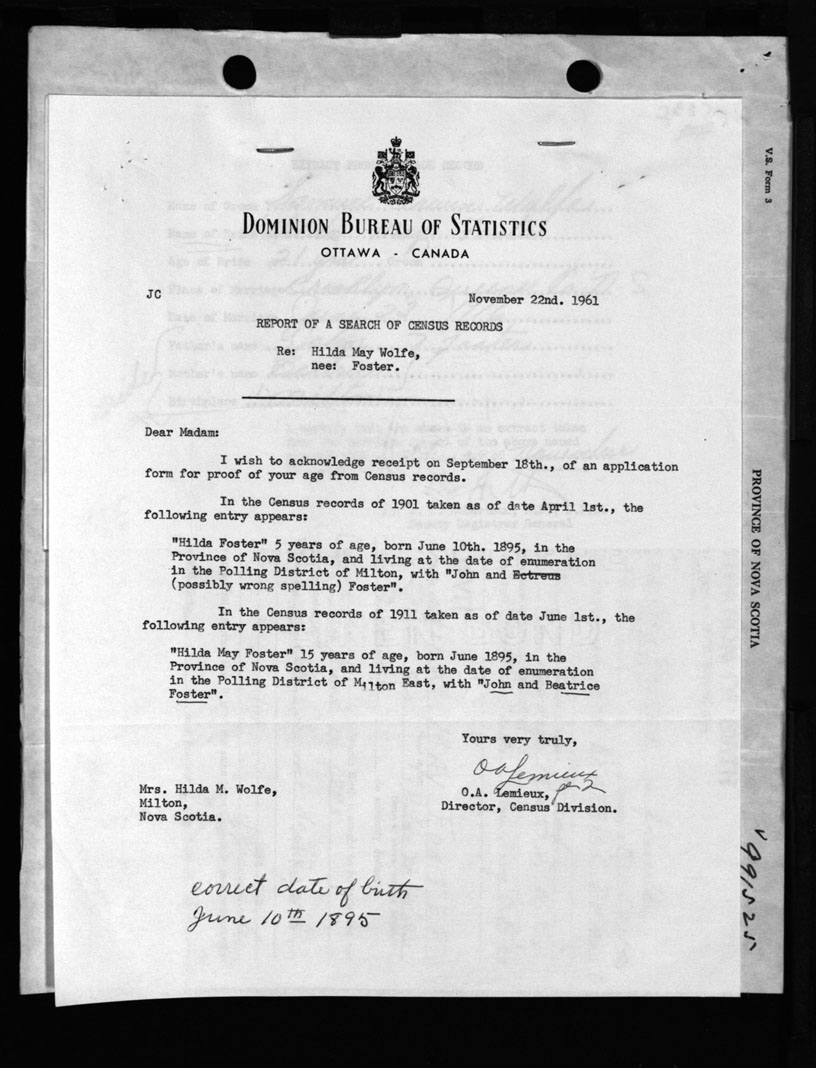 V.S. Form 3
DOMINION BUREAU OF STATISTICS
OTTAWA - CANADA
JC
November 22nd. 1961
REPORT OF A SEARCH OF CENSUS RECORDS
Re: Hilda May Wolfe,
nee: Foster.
Dear Madam:
I wish to acknowledge receipt on September 18th., of an application
form for proof of your age from Census records.
In the Census records of 1901 taken as of date April 1st., the
following entry appears:
"Hilda Foster" 5 years of age, born June 10th. 1895, in the
Province of Nova Scotia, and living at the date of enumeration
in the Polling District of Milton, with "John and Ectreus
(possibly wrong spelling) Foster".
In the Census records of 1911 taken as of date June 1st., the
following entry appears:
"Hilda May Foster" 15 years of age, born June 1895, in the
Province of Nova Scotia, and living at the date of enumeration
in the Polling District of Milton East, with "John and Beatrice
Foster".
Yours very truly,
O A Lemieux
O.A. Lemieux,
Director, Census Division.
Mrs. Hilda M. Wolfe,
Milton,
Nova Scotia.
correct date of birth
June 10th 1895
PROVINCE OF NOVA SCOTIA